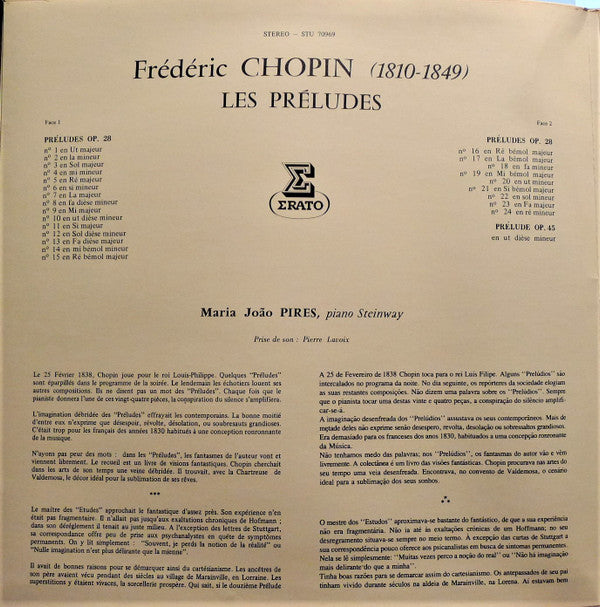 STEREO – STU 70969
Frédéric CHOPIN (1810-1849)
LES PRÉLUDES
Face 1
PRÉLUDES OP. 28
nº 1 en Ut majeur
nº 2 en la mineur
nº 3 en Sol majeur
nº 4 en mi mineur
nº 5 en Ré majeur
nº 6 en si mineur
nº 7 en La majeur
nº 8 en fa dièse mineur
nº 9 en Mi majeur
nº 10 en ut dièse mineur
nº 11 en Si majeur
nº 12 en Sol dièse mineur
nº 13 en Fa dièse majeur
nº 14 en mi bémol mineur
nº 15 en Ré bémol majeur
Face 2
PRÉLUDES OP. 28
nº 16 en Ré bémol majeur
nº 17 en La bémol majeur
nº 18 en fa mineur
nº 19 en Mi bémol majeur
nº 20 en ut mineur
nº 21 en Si bémol majeur
nº 22 en sol mineur
nº 23 en Fa majeur
nº 24 en ré mineur
PRÉLUDE OP. 45
en ut dièse mineur
ERATO
Maria João PIRES, piano Steinway
Prise de son : Pierre Lavoix
Le 25 Février 1838, Chopin joue pour le roi Louis-Philippe. Quelques "Préludes"
sont éparpillés dans le programme de la soirée. Le lendemain les échotiers louent ses
autres compositions. Ils ne disent pas un mot des "Préludes". Chaque fois que le
pianiste donnera l'une de ces vingt-quatre pièces, la conspiration du silence s'amplifiera.
L'imagination débridée des "Préludes" effrayait les contemporains. La bonne moitié
d'entre eux n'exprime que désespoir, révolte, désolation, ou soubresauts grandioses.
C'était trop pour les français des années 1830 habitués à une conception ronronnante
de la musique.
N'ayons pas peur des mots : dans les "Préludes", les fantasmes de l'auteur vont et
viennent librement. Le recueil est un livre de visions fantastiques. Chopin cherchait
dans les arts de son temps une veine débridée. Il trouvait, avec la Chartreuse de
Valdemosa, le décor idéal pour la sublimation de ses rêves.
***
Le maître des "Etudes" approchait le fantastique d'assez près. Son expérience n'en
était pas fragmentaire. Il n'allait pas jusqu'aux exaltations chroniques de Hofmann ;
dans son dérèglement il tenait au juste milieu. A l'exception des lettres de Stuttgart,
sa correspondance offre peu de prise aux psychanalystes en quête de symptômes
permanents. On y lit simplement : "Souvent, je perds la notion de la réalité" ou
"Nulle imagination n'est plus délirante que la mienne".
Il avait de bonnes raisons pour se démarquer ainsi du cartésianisme. Les ancêtres de
son père avaient vécu pendant des siècles au village de Marainville, en Lorraine. Les
superstitions y étaient vivaces, la sorcellerie prospère. Qui sait, si le douzième Prélude
A 25 de Fevereiro de 1838 Chopin toca para o rei Luis Filipe. Alguns "Prelúdios" são
intercalados no programa da noite. No dia seguinte, os repórteres da sociedade elogiam
as suas restantes composições. Não dizem uma palavra sobre os "Prelúdios". Sempre
que o pianista tocar uma destas vinte e quatro peças, a conspiração do silêncio amplifi-
car-se-á.
A imaginação desenfreada dos "Prelúdios" assustava os seus contemporâneos. Mais de
metade deles não exprime senão desespero, revolta, desolação ou sobressaltos grandiosos.
Era demasiado para os franceses dos anos 1830, habituados a uma concepção ronronante
da Música.
Não tenhamos medo das palavras; nos "Prelúdios", os fantasmas do autor vão e vêm
livremente. A colectânea é um livro das visões fantásticas. Chopin procurava nas artes do
seu tempo uma veia desenfreada. Encontrava, no convento de Valdemosa, o cenário
ideal para a sublimação dos seus sonhos.
***
O mestre dos "Estudos" aproximava-se bastante do fantástico, de que a sua experiência
não era fragmentária. Não ia até às exaltações crónicas de um Hoffmann; no seu
desregramento situava-se sempre no meio termo. À excepção das cartas de Stuttgart a
sua correspondência pouco oferece aos psicanalistas em busca de sintomas permanentes.
Nela se lê simplesmente: "Muitas vezes perco a noção do real" ou "Não há imaginação
mais delirante do que a minha".
Tinha boas razões para se demarcar assim do cartesianismo. Os antepassados de seu pai
tinham vivido durante séculos na aldeia de Marainville, na Lorena. Aí estavam bem